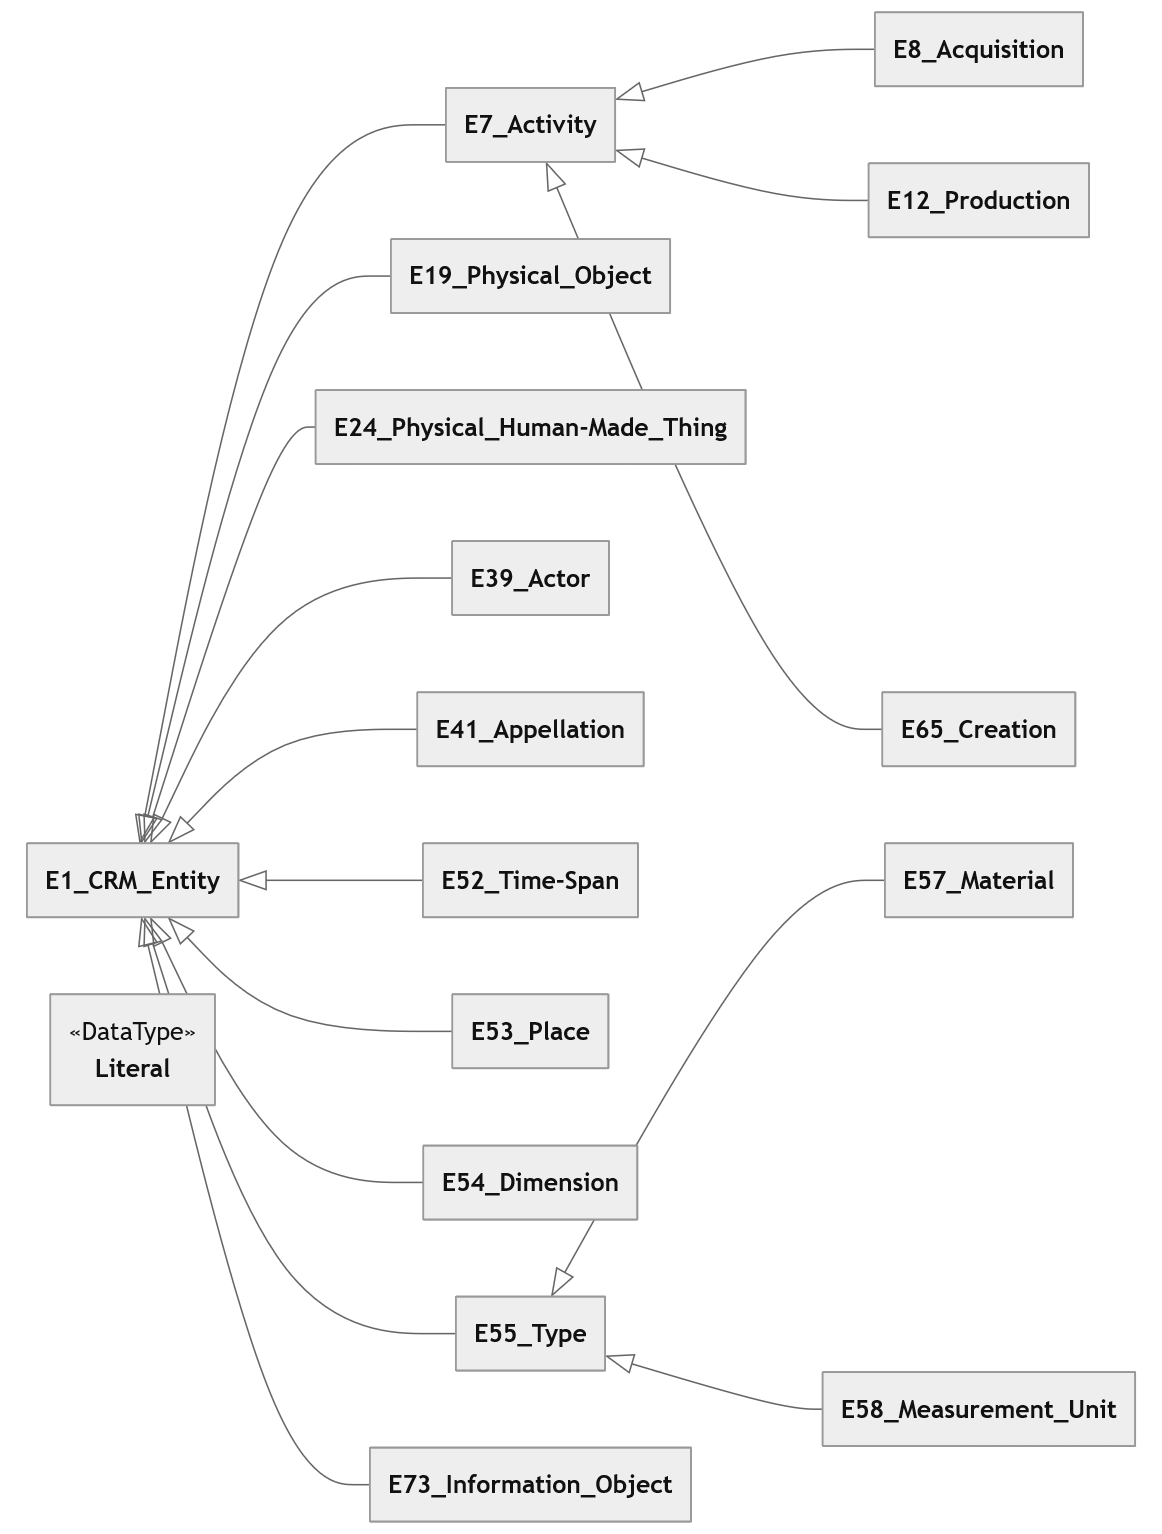 E8_Acquisition
E7_Activity
E12_Production
E19_Physical_Object
E24_Physical_Human-Made_Thing
E39_Actor
E41_Appellation
E65_Creation
E1_CRM_Entity
E52_Time-Span
E57_Material
«DataType»
Literal
E53_Place
E54_Dimension
E55_Type
E58_Measurement_Unit
E73_Information_Object